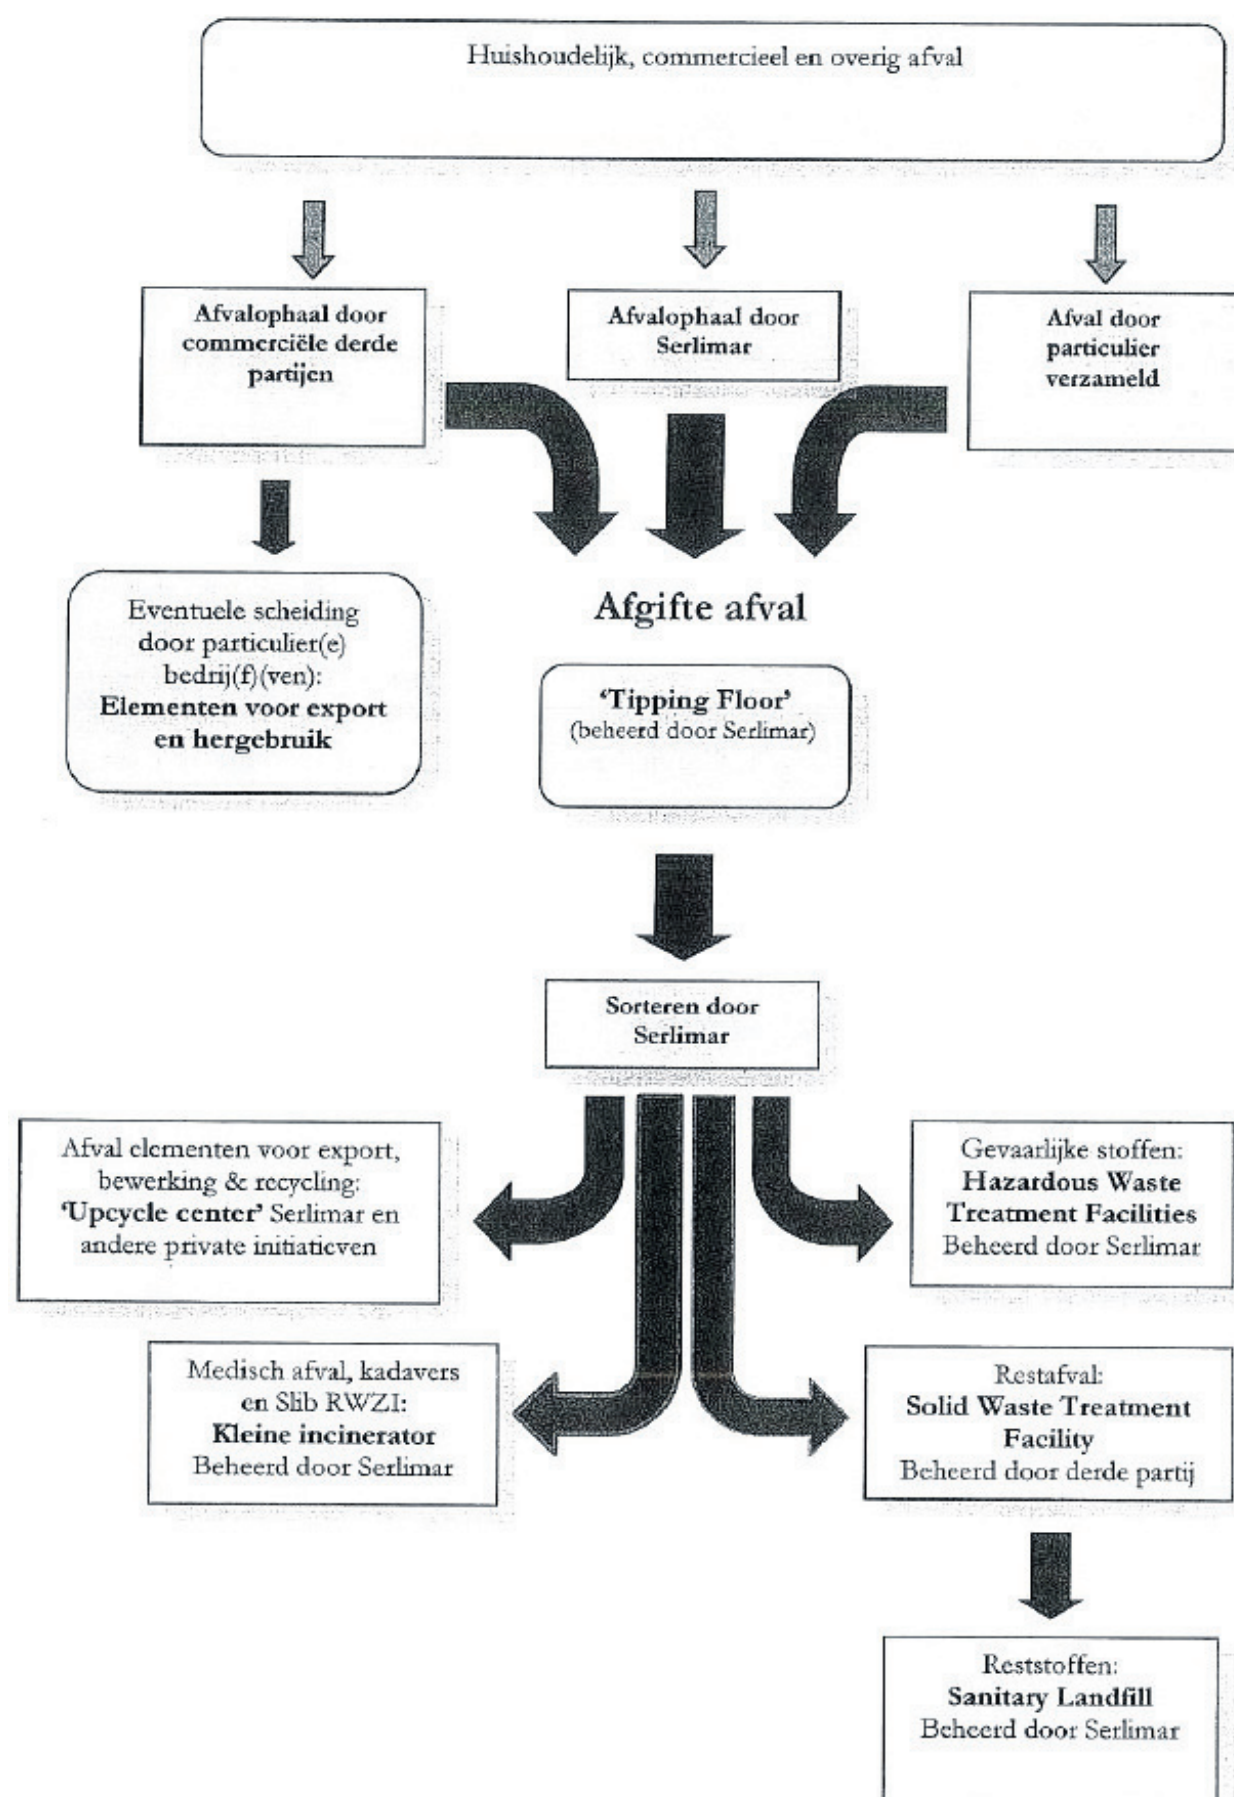 Huishoudelijk, commercieel en overig afval
Afvalophaal door
commerciële derde
partijen
Afvalophaal door
Serlimar
Afval door
particulier
verzameld
Eventuele scheiding
door particulier(e)
bedrij(f)(ven):
Elementen voor export
en hergebruik
Afgifte afval
‘Tipping Floor’
(beheerd door Serlimar)
Sorteren door
Serlimar
Afval elementen voor export,
bewerking & recycling:
‘Upcycle center’ Serlimar en
andere private initiatieven
Gevaarlijke stoffen:
Hazardous Waste
Treatment Facilities
Beheerd door Serlimar
Medisch afval, kadavers
en Slib RWZI:
Kleine incinerator
Beheerd door Serlimar
Restafval:
Solid Waste Treatment
Facility
Beheerd door derde partij
Reststoffen:
Sanitary Landfill
Beheerd door Serlimar